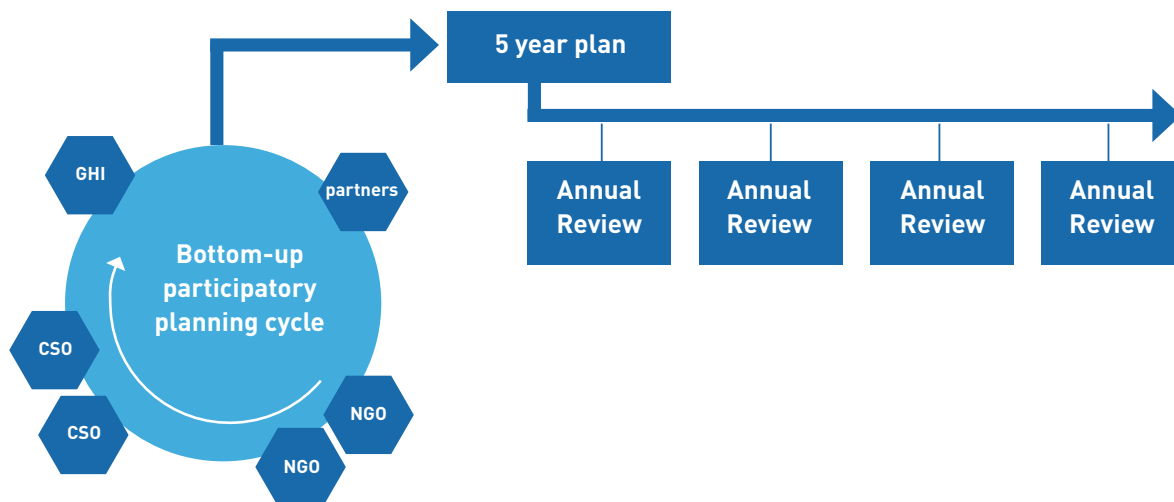 5 year plan
GHI
partners
Bottom-up
participatory
planning cycle
CSO
CSO
NGO
NGO
Annual
Review
Annual
Review
Annual
Review
Annual
Review